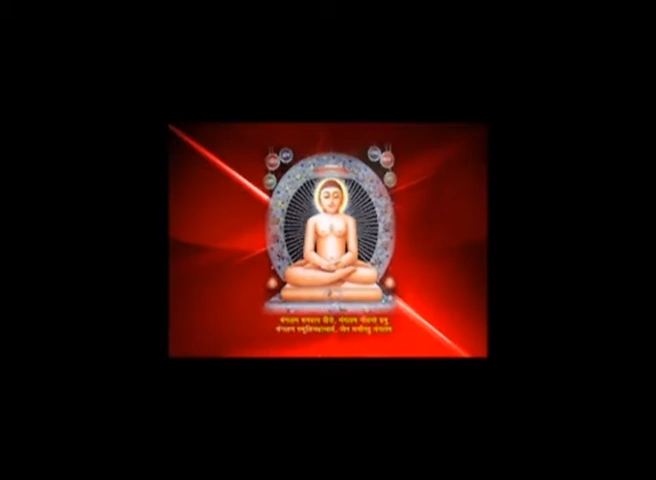 मंगलम भगवान वीरो, मंगलम गौतमो प्रभु
मंगलम स्थूलिभद्राचार्य, जैन धर्मोस्तु मंगलम